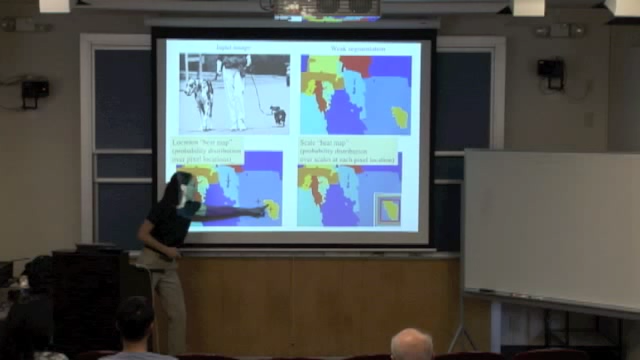 Input image
Weak segmentation
Location "heat map"
(probability distribution
over pixel locations)
Scale "heat map"
(probability distribution
over scales at each pixel location)